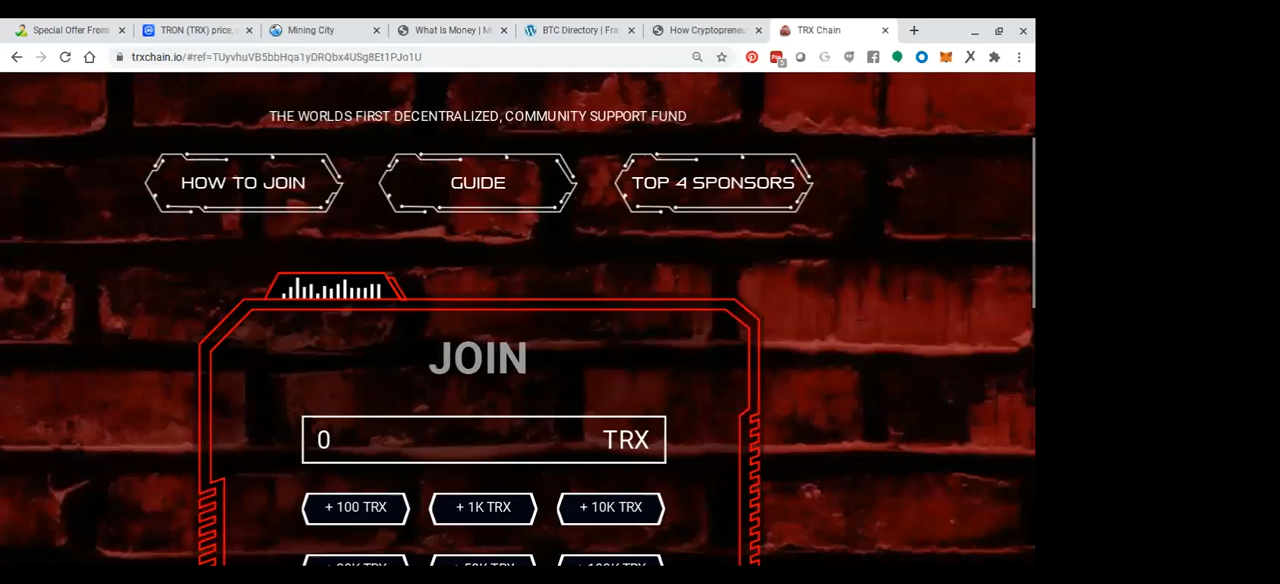 Special Offer From
TRON (TRX) price,
Mining City
What Is Money | M
BTC Directory | Fra
How Cryptopreneu
TRX Chain
trxchain.io/#ref=TUyvhuVB5bbHqa1yDRQbx4USg8Et1PJo1U
THE WORLDS FIRST DECENTRALIZED, COMMUNITY SUPPORT FUND
HOW TO JOIN
GUIDE
TOP 4 SPONSORS
JOIN
0 TRX
+ 100 TRX
+ 1K TRX
+ 10K TRX